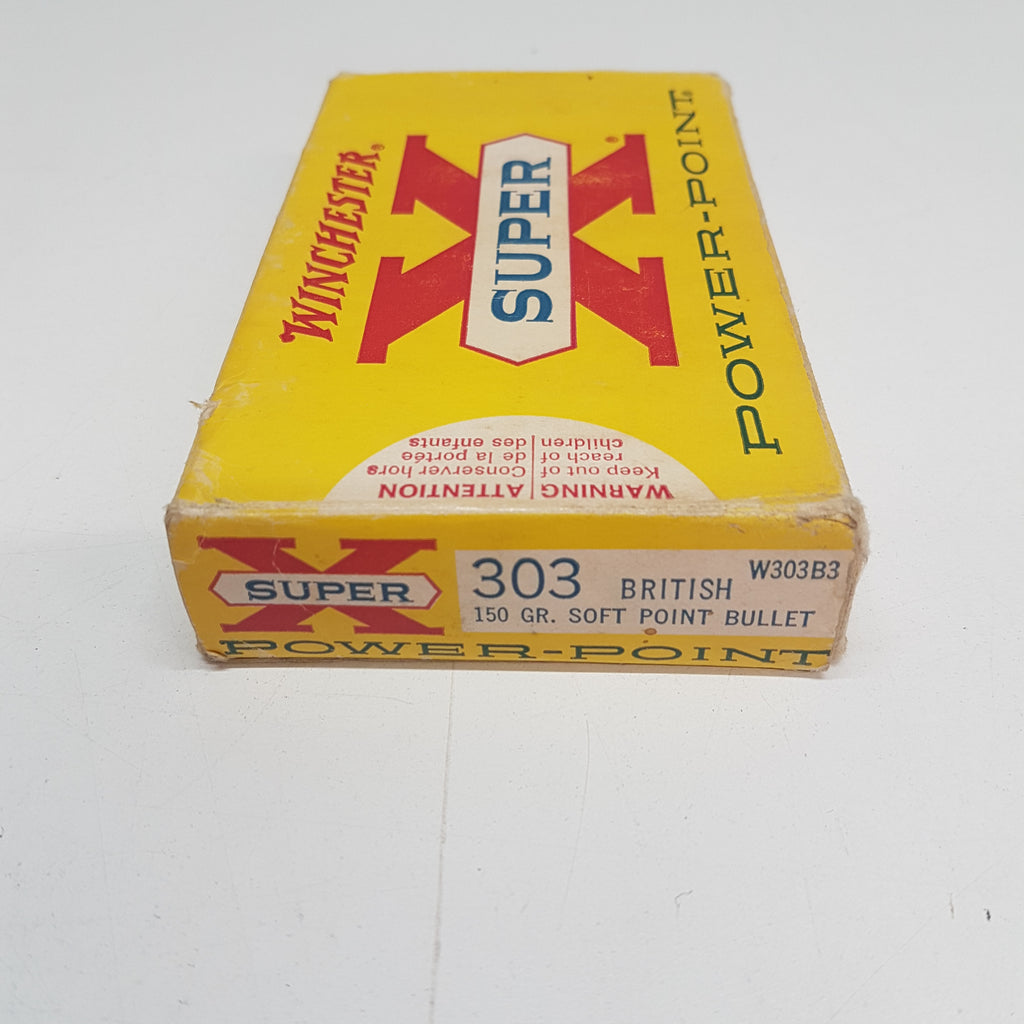 WINCHESTER®
SUPER X
POWER-POINT®
WARNING | ATTENTION
Keep out of | Conserver hors
reach of | de la portée
children | des enfants
SUPER X
303 BRITISH W303B3
150 GR. SOFT POINT BULLET
POWER-POINT